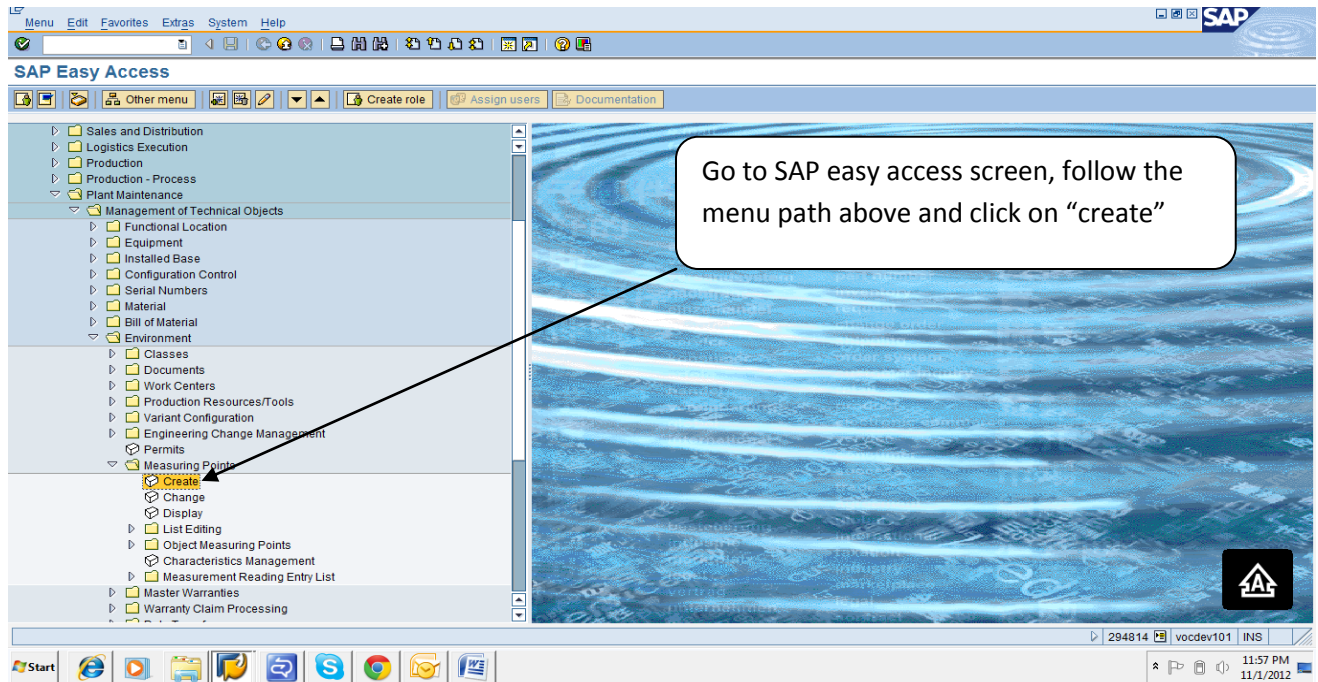 Menu Edit Favorites Extras System Help
SAP
SAP Easy Access
Other menu Create role Assign users Documentation
Sales and Distribution
Logistics Execution
Production
Production - Process
Plant Maintenance
Management of Technical Objects
Functional Location
Equipment
Installed Base
Configuration Control
Serial Numbers
Material
Bill of Material
Environment
Classes
Documents
Work Centers
Production Resources/Tools
Variant Configuration
Engineering Change Management
Permits
Measuring Points
Create
Change
Display
List Editing
Object Measuring Points
Characteristics Management
Measurement Reading Entry List
Master Warranties
Warranty Claim Processing
Go to SAP easy access screen, follow the
menu path above and click on “create”
294814 vocdev101 INS
Start
11:57 PM
11/1/2012